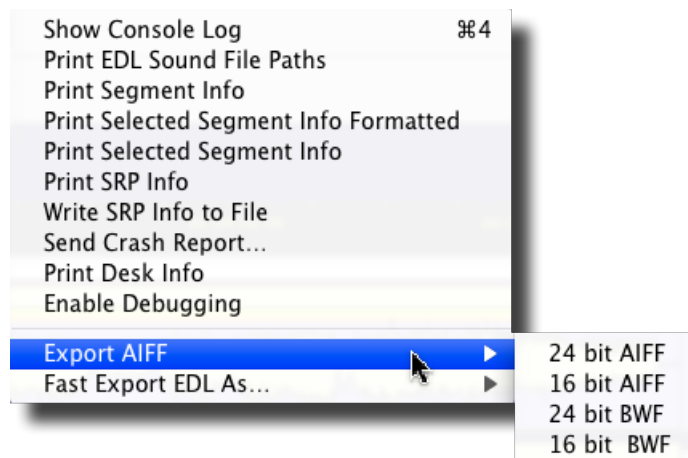 Show Console Log ⌘4
Print EDL Sound File Paths
Print Segment Info
Print Selected Segment Info Formatted
Print Selected Segment Info
Print SRP Info
Write SRP Info to File
Send Crash Report...
Print Desk Info
Enable Debugging
Export AIFF
Fast Export EDL As...
24 bit AIFF
16 bit AIFF
24 bit BWF
16 bit  BWF